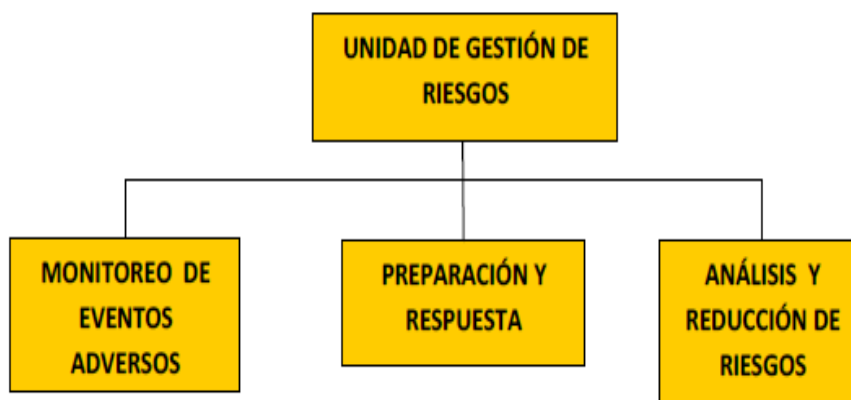 UNIDAD DE GESTIÓN DE
RIESGOS
MONITOREO DE
EVENTOS
ADVERSOS
PREPARACIÓN Y
RESPUESTA
ANÁLISIS Y
REDUCCIÓN DE
RIESGOS